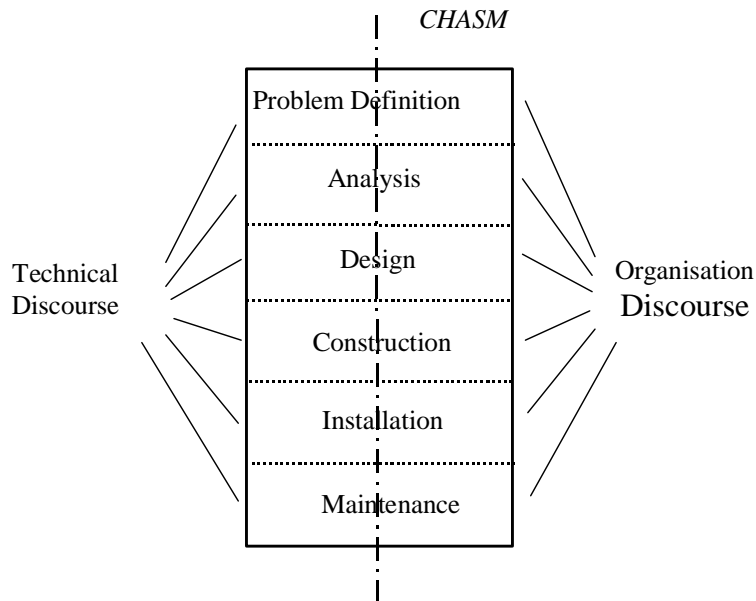 CHASM
Problem Definition
Analysis
Design
Construction
Installation
Maintenance
Technical
Discourse
Organisation
Discourse